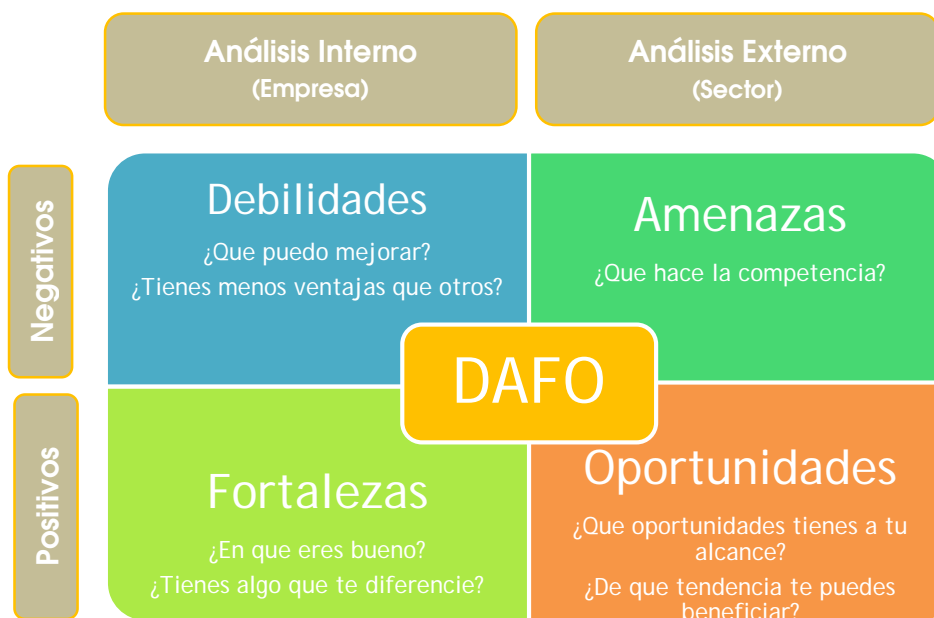 Análisis Interno
(Empresa)
Análisis Externo
(Sector)
Negativos
Debilidades
¿Que puedo mejorar?
¿Tienes menos ventajas que otros?
Amenazas
¿Que hace la competencia?
DAFO
Positivos
Fortalezas
¿En que eres bueno?
¿Tienes algo que te diferencie?
Oportunidades
¿Que oportunidades tienes a tu
alcance?
¿De que tendencia te puedes
beneficiar?